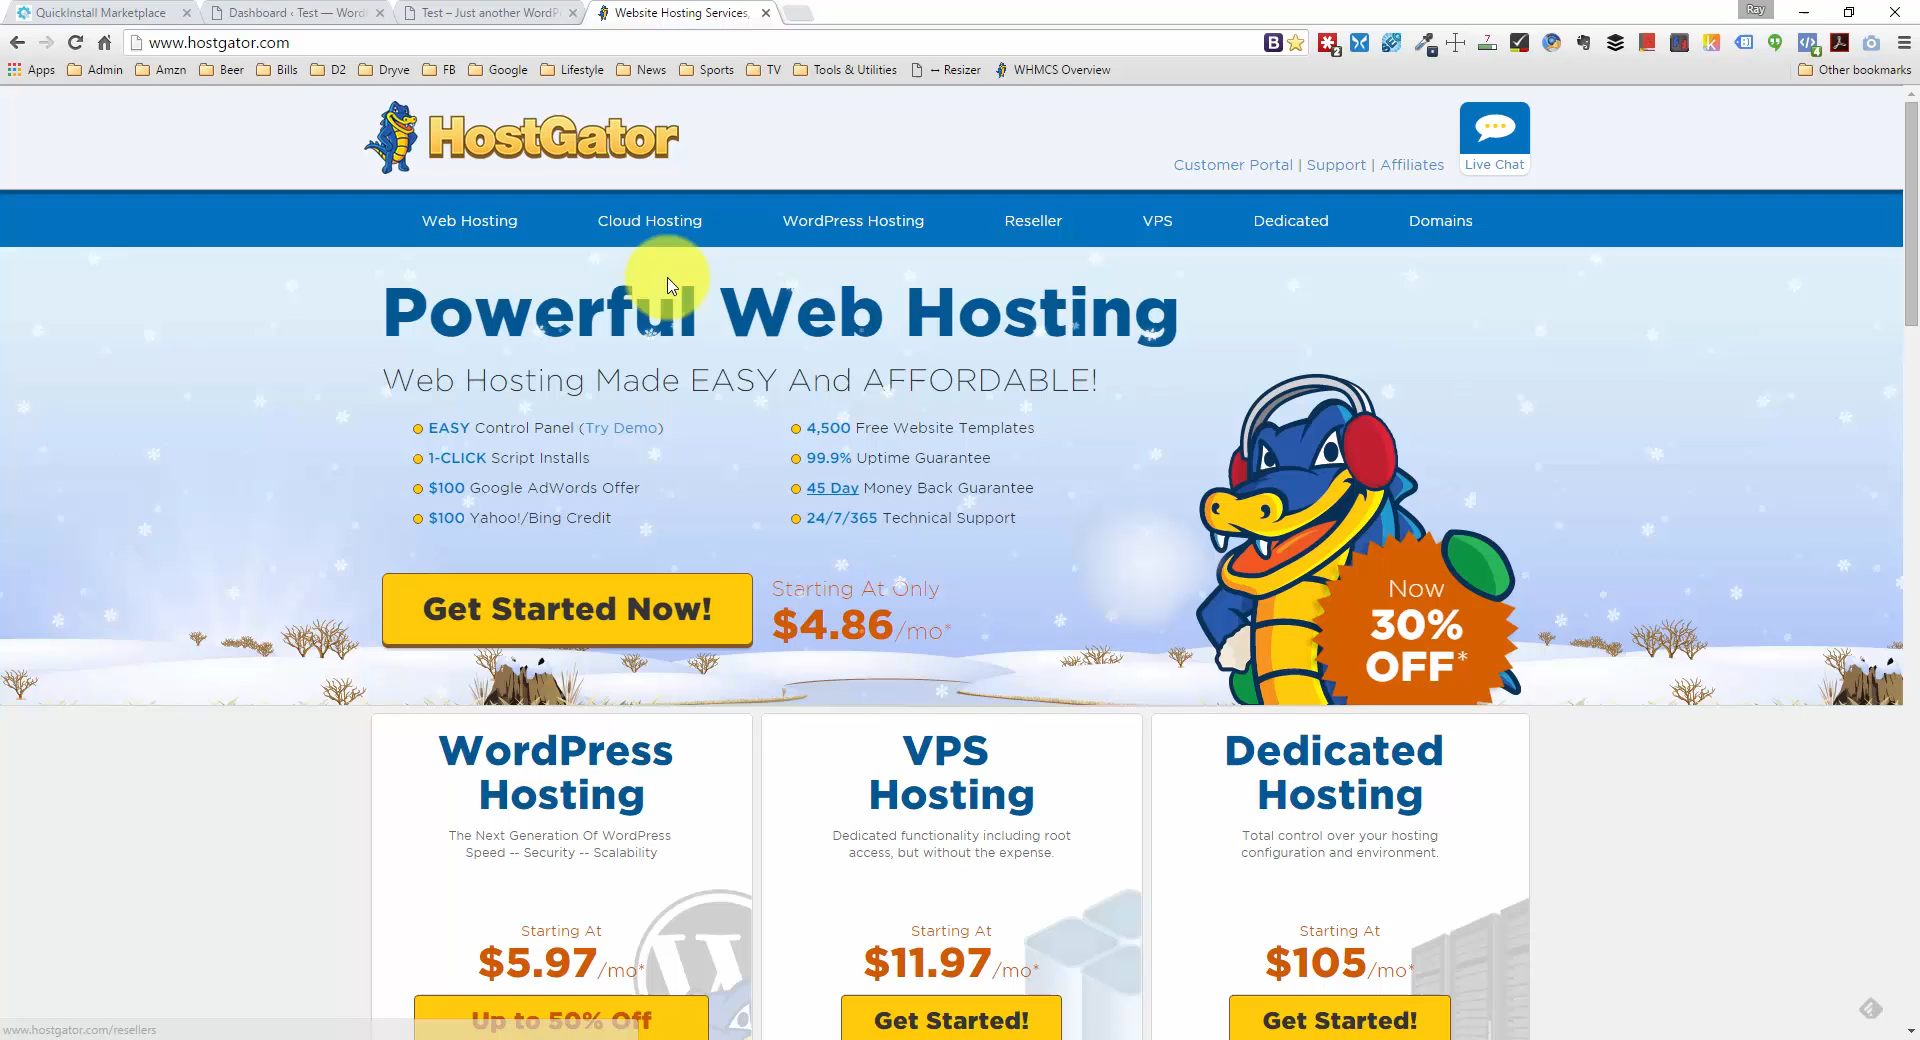 QuickInstall Marketplace
Dashboard ‹ Test — Word
Test – Just another WordP
Website Hosting Services,
Ray
www.hostgator.com
B
2
7
4
Apps
Admin
Amzn
Beer
Bills
D2
Dryve
FB
Google
Lifestyle
News
Sports
TV
Tools & Utilities
↔ Resizer
WHMCS Overview
Other bookmarks
HostGator
Customer Portal | Support | Affiliates
Live Chat
Web Hosting
Cloud Hosting
WordPress Hosting
Reseller
VPS
Dedicated
Domains
Powerful Web Hosting
Web Hosting Made EASY And AFFORDABLE!
EASY Control Panel (Try Demo)
1-CLICK Script Installs
$100 Google AdWords Offer
$100 Yahoo!/Bing Credit
4,500 Free Website Templates
99.9% Uptime Guarantee
45 Day Money Back Guarantee
24/7/365 Technical Support
Get Started Now!
Starting At Only
$4.86/mo*
Now
30%
OFF*
WordPress
Hosting
The Next Generation Of WordPress
Speed -- Security -- Scalability
Starting At
$5.97/mo*
Up to 50% Off
VPS
Hosting
Dedicated functionality including root
access, but without the expense.
Starting At
$11.97/mo*
Get Started!
Dedicated
Hosting
Total control over your hosting
configuration and environment.
Starting At
$105/mo*
Get Started!
www.hostgator.com/resellers